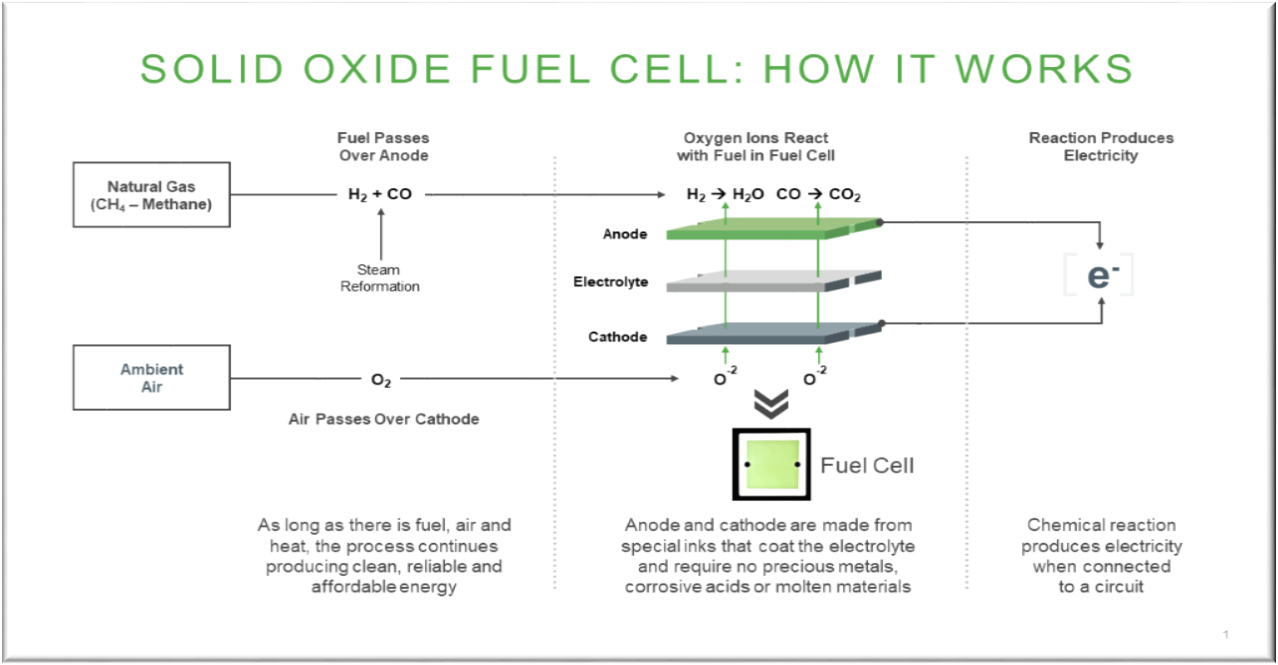 SOLID OXIDE FUEL CELL: HOW IT WORKS
Fuel Passes
Over Anode
Oxygen Ions React
with Fuel in Fuel Cell
Reaction Produces
Electricity
Natural Gas
(CH₄ – Methane)
H₂ + CO
H₂ → H₂O CO → CO₂
Anode
Steam
Reformation
Electrolyte
e⁻
Cathode
Ambient
Air
O₂
O⁻² O⁻²
Air Passes Over Cathode
Fuel Cell
As long as there is fuel, air and
heat, the process continues
producing clean, reliable and
affordable energy
Anode and cathode are made from
special inks that coat the electrolyte
and require no precious metals,
corrosive acids or molten materials
Chemical reaction
produces electricity
when connected
to a circuit
1